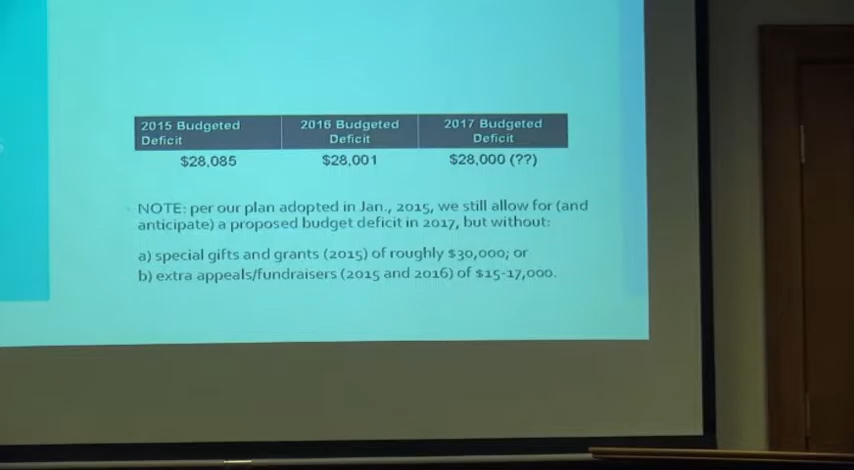 2015 Budgeted Deficit
2016 Budgeted Deficit
2017 Budgeted Deficit
$28,085
$28,001
$28,000 (??)
NOTE: per our plan adopted in Jan., 2015, we still allow for (and
anticipate) a proposed budget deficit in 2017, but without:
a) special gifts and grants (2015) of roughly $30,000; or
b) extra appeals/fundraisers (2015 and 2016) of $15-17,000.